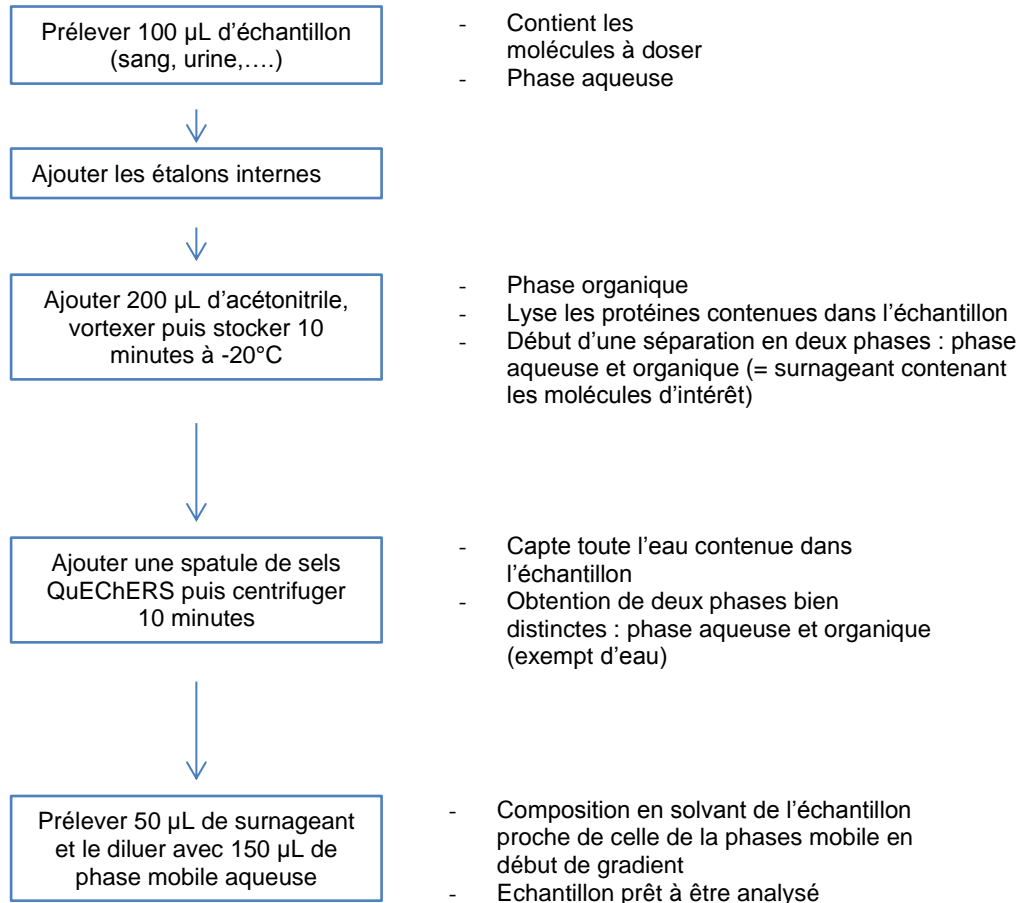 Prélever 100 µL d’échantillon
(sang, urine,….)
- Contient les
molécules à doser
- Phase aqueuse
Ajouter les étalons internes
Ajouter 200 µL d’acétonitrile,
vortexer puis stocker 10
minutes à -20°C
- Phase organique
- Lyse les protéines contenues dans l’échantillon
- Début d’une séparation en deux phases : phase
aqueuse et organique (= surnageant contenant
les molécules d’intérêt)
Ajouter une spatule de sels
QuEChERS puis centrifuger
10 minutes
- Capte toute l’eau contenue dans
l’échantillon
- Obtention de deux phases bien
distinctes : phase aqueuse et organique
(exempt d’eau)
Prélever 50 µL de surnageant
et le diluer avec 150 µL de
phase mobile aqueuse
- Composition en solvant de l’échantillon
proche de celle de la phases mobile en
début de gradient
- Echantillon prêt à être analysé